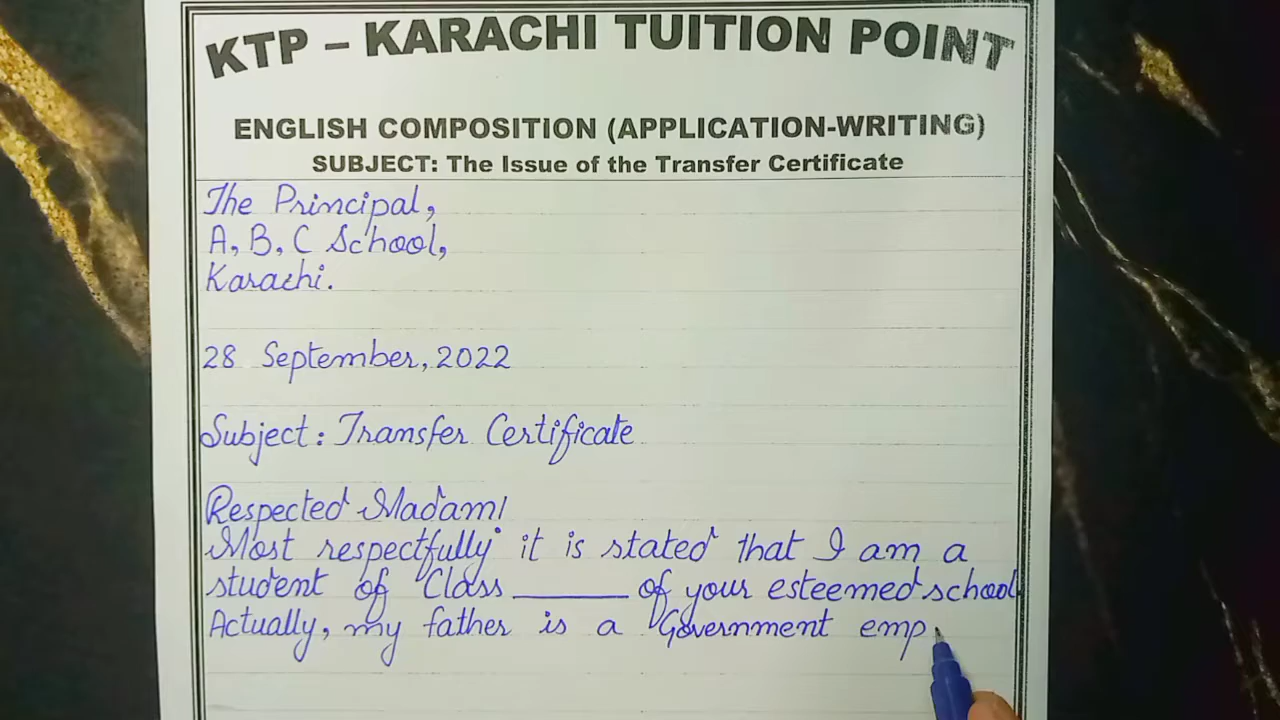 KTP – KARACHI TUITION POINT
ENGLISH COMPOSITION (APPLICATION-WRITING)
SUBJECT: The Issue of the Transfer Certificate
The Principal,
A, B, C School,
Karachi.
28 September, 2022
Subject: Transfer Certificate
Respected Madam!
Most respectfully it is stated that I am a
student of Class ______ of your esteemed school.
Actually, my father is a Government emp